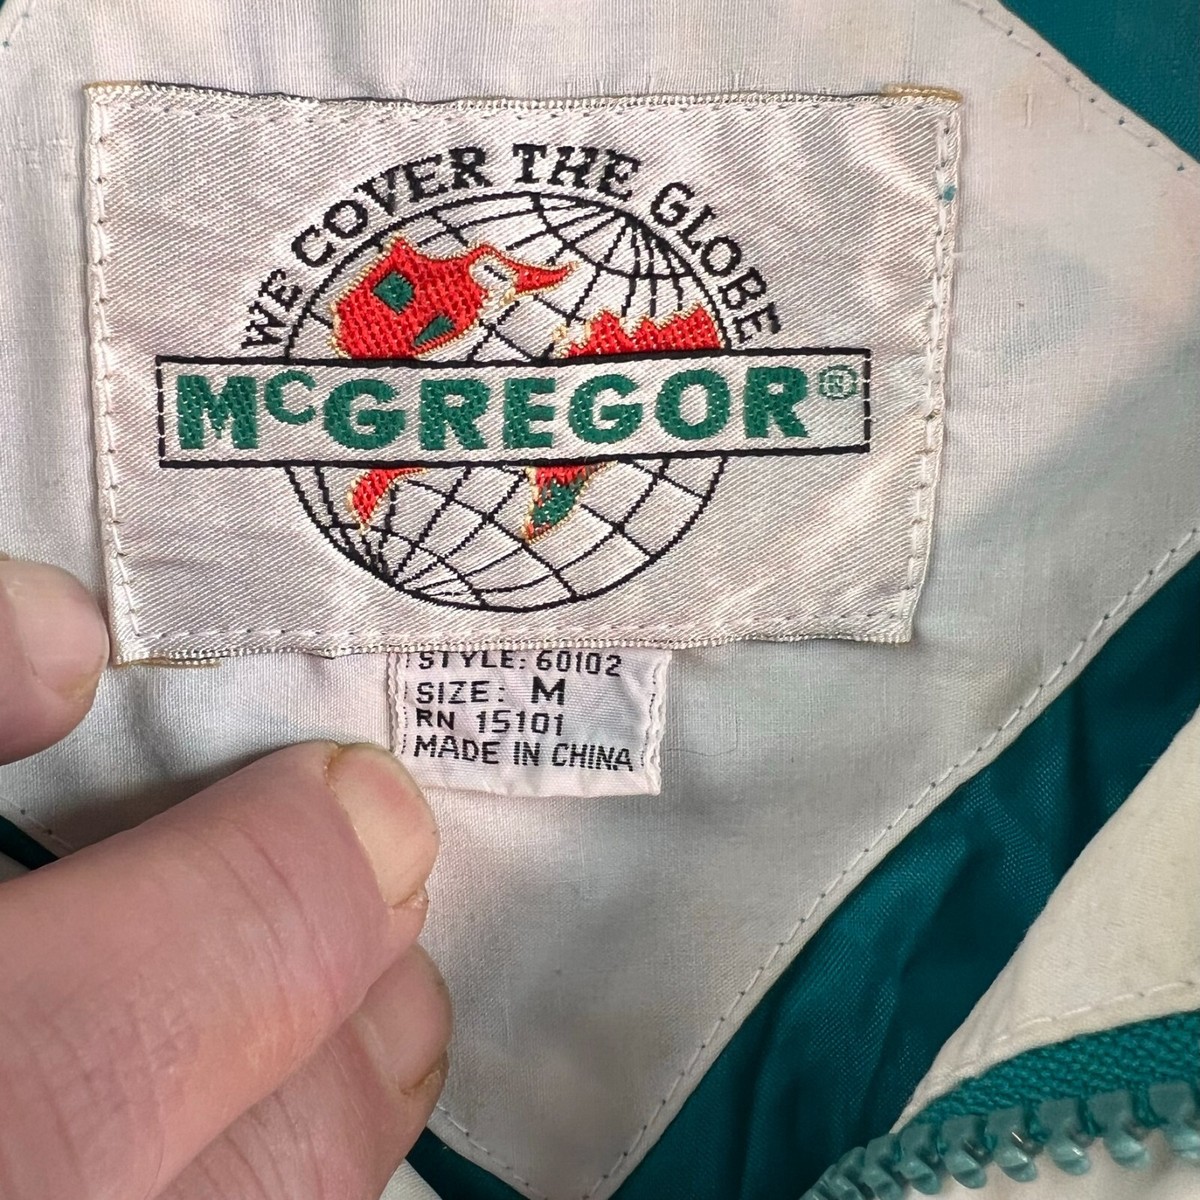 WE COVER THE GLOBE
McGREGOR®
STYLE: 60102
SIZE: M
RN 15101
MADE IN CHINA